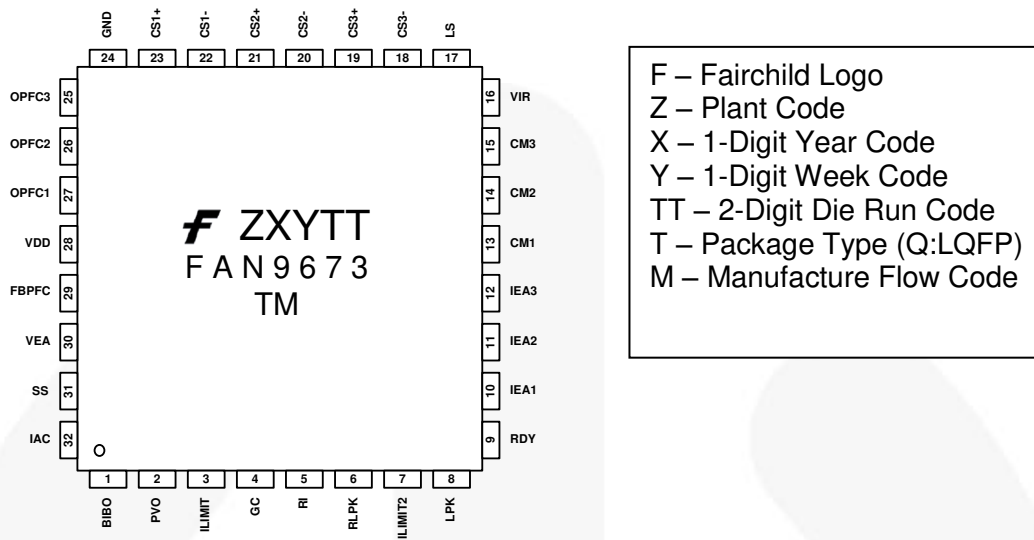 GND CS1+ CS1- CS2+ CS2- CS3+ CS3- LS
24 23 22 21 20 19 18 17
OPFC3 25
OPFC2 26
OPFC1 27
VDD 28
FBPFC 29
VEA 30
SS 31
IAC 32
ZXYTT
FAN9673
TM
16 VIR
15 CM3
14 CM2
13 CM1
12 IEA3
11 IEA2
10 IEA1
9 RDY
1 2 3 4 5 6 7 8
BIBO PVO ILIMIT GC RI RLPK ILIMIT2 LPK
F – Fairchild Logo
Z – Plant Code
X – 1-Digit Year Code
Y – 1-Digit Week Code
TT – 2-Digit Die Run Code
T – Package Type (Q:LQFP)
M – Manufacture Flow Code